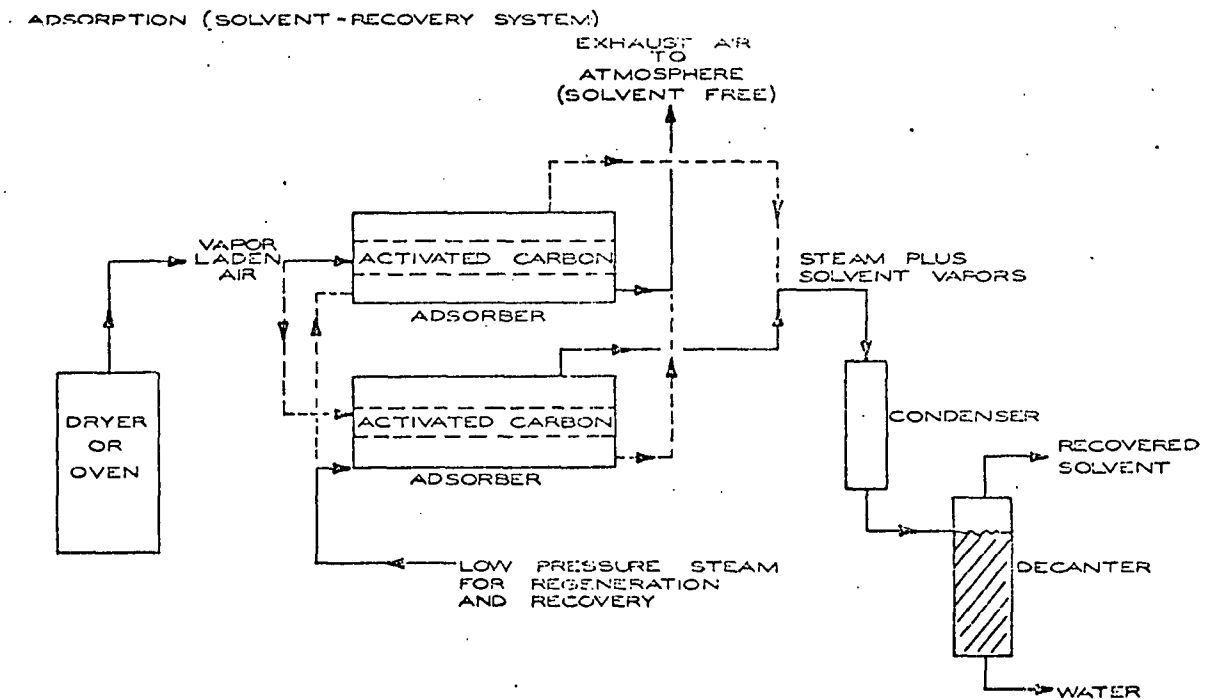 ADSORPTION (SOLVENT-RECOVERY SYSTEM)
EXHAUST AIR
TO
ATMOSPHERE
(SOLVENT FREE)
VAPOR
LADEN
AIR
ACTIVATED CARBON
ADSORBER
STEAM PLUS
SOLVENT VAPORS
DRYER
OR
OVEN
ACTIVATED CARBON
ADSORBER
CONDENSER
RECOVERED
SOLVENT
LOW PRESSURE STEAM
FOR REGENERATION
AND RECOVERY
DECANTER
WATER